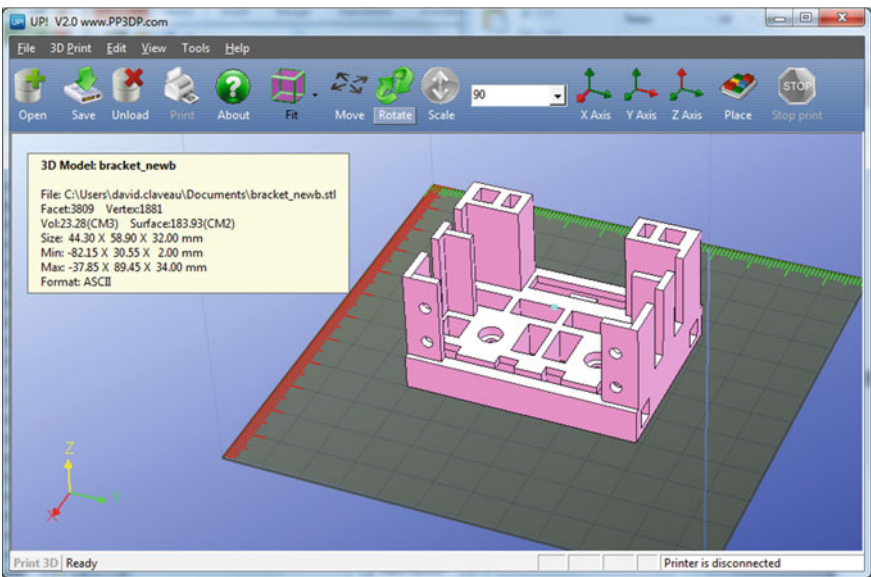 UP! V2.0 www.PP3DP.com
File 3D Print Edit View Tools Help
Open Save Unload Print About Fit Move Rotate Scale 90 X Axis Y Axis Z Axis Place Stop print
STOP
3D Model: bracket_newb
File: C:\Users\david.claveau\Documents\bracket_newb.stl
Facet:3809 Vertex:1881
Vol:23.28(CM3) Surface:183.93(CM2)
Size: 44.30 X 58.90 X 32.00 mm
Min: -82.15 X 30.55 X 2.00 mm
Max: -37.85 X 89.45 X 34.00 mm
Format: ASCII
Z
Y
X
Print 3D Ready Printer is disconnected